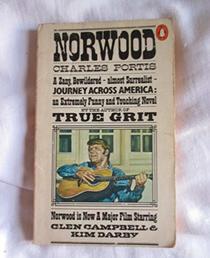 NORWOOD
CHARLES PORTIS
A Zany, Bewildered - almost Surrealist -
JOURNEY ACROSS AMERICA:
an Extremely Funny and Touching Novel
BY THE AUTHOR OF
TRUE GRIT
Norwood is Now A Major Film Starring
GLEN CAMPBELL &
KIM DARBY